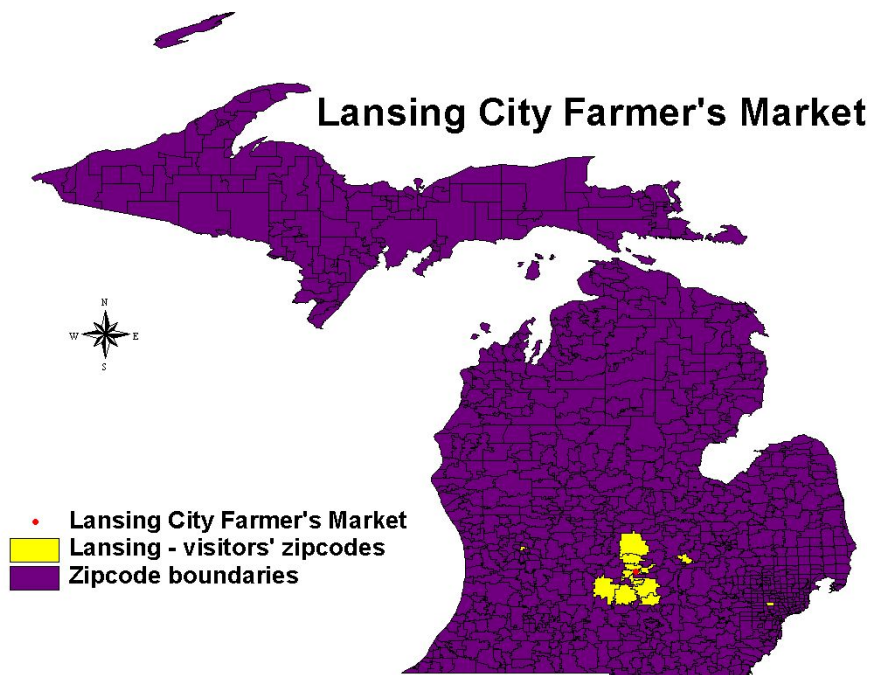 Lansing City Farmer's Market
N
W E
S
Lansing City Farmer's Market
Lansing - visitors' zipcodes
Zipcode boundaries